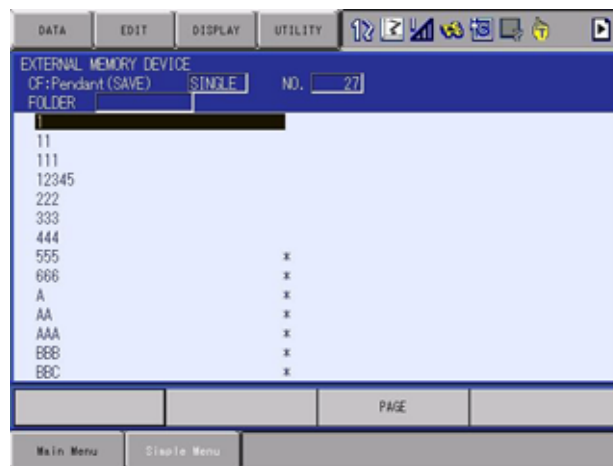 DATA EDIT DISPLAY UTILITY
EXTERNAL MEMORY DEVICE
CF:Pendant(SAVE) SINGLE NO. 27
FOLDER
1
11
111
12345
222
333
444
555 *
666 *
A *
AA *
AAA *
BBB *
BBC *
PAGE
Main Menu Simple Menu